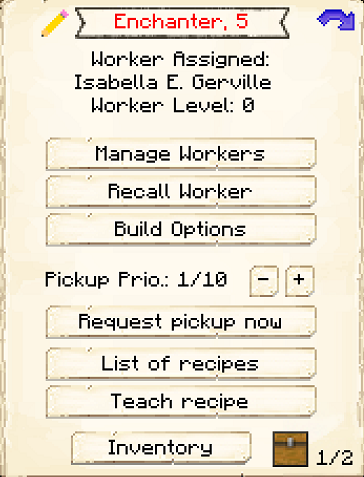 Enchanter, 5
Worker Assigned:
Isabella E. Gerville
Worker Level: 0
Manage Workers
Recall Worker
Build Options
Pickup Prio.: 1/10 - +
Request pickup now
List of recipes
Teach recipe
Inventory
1/2